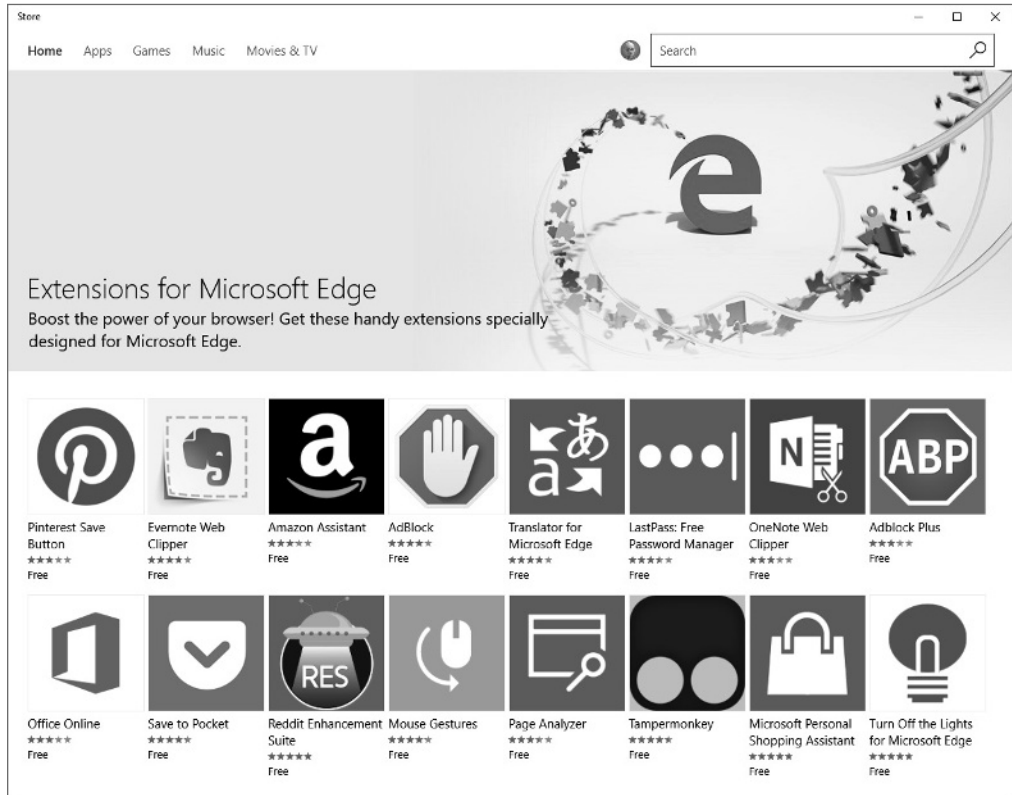 Store
Home Apps Games Music Movies & TV Search
Extensions for Microsoft Edge
Boost the power of your browser! Get these handy extensions specially
designed for Microsoft Edge.
a あ a N ABP
Pinterest Save Evernote Web Amazon Assistant AdBlock Translator for LastPass: Free OneNote Web Adblock Plus
Button Clipper Microsoft Edge Password Manager Clipper
Free Free Free Free Free Free Free Free
RES
Office Online Save to Pocket Reddit Enhancement Mouse Gestures Page Analyzer Tampermonkey Microsoft Personal Turn Off the Lights
Suite Shopping Assistant for Microsoft Edge
Free Free Free Free Free Free Free Free